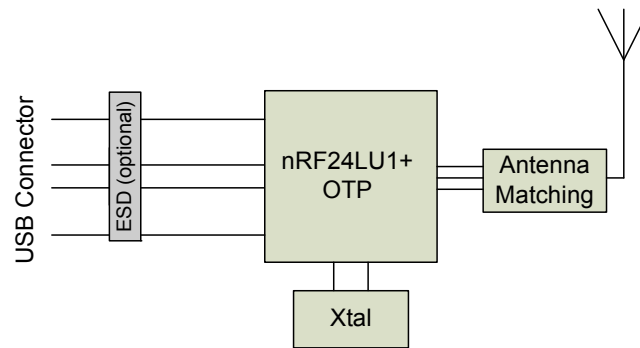 USB Connector
ESD (optional)
nRF24LU1+
OTP
Antenna
Matching
Xtal